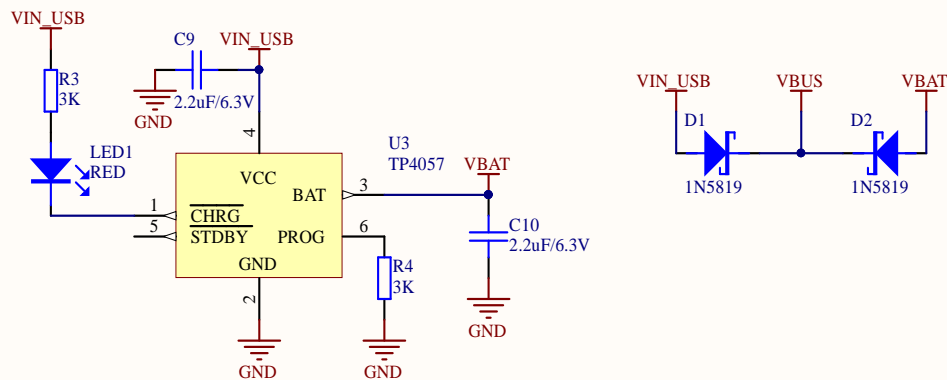 VIN_USB
R3
3K
LED1
RED
C9
VIN_USB
2.2uF/6.3V
GND
4
U3
TP4057
VCC
BAT
3
VBAT
1
CHRG
5
STDBY
PROG
6
GND
2
GND
R4
3K
GND
C10
2.2uF/6.3V
GND
VIN_USB
VBUS
VBAT
D1
D2
1N5819
1N5819